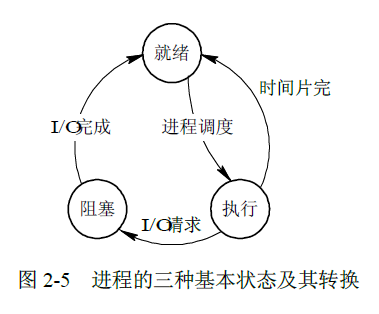 就绪
时间片完
I/O完成
进程调度
阻塞
执行
I/O请求
图 2-5 进程的三种基本状态及其转换